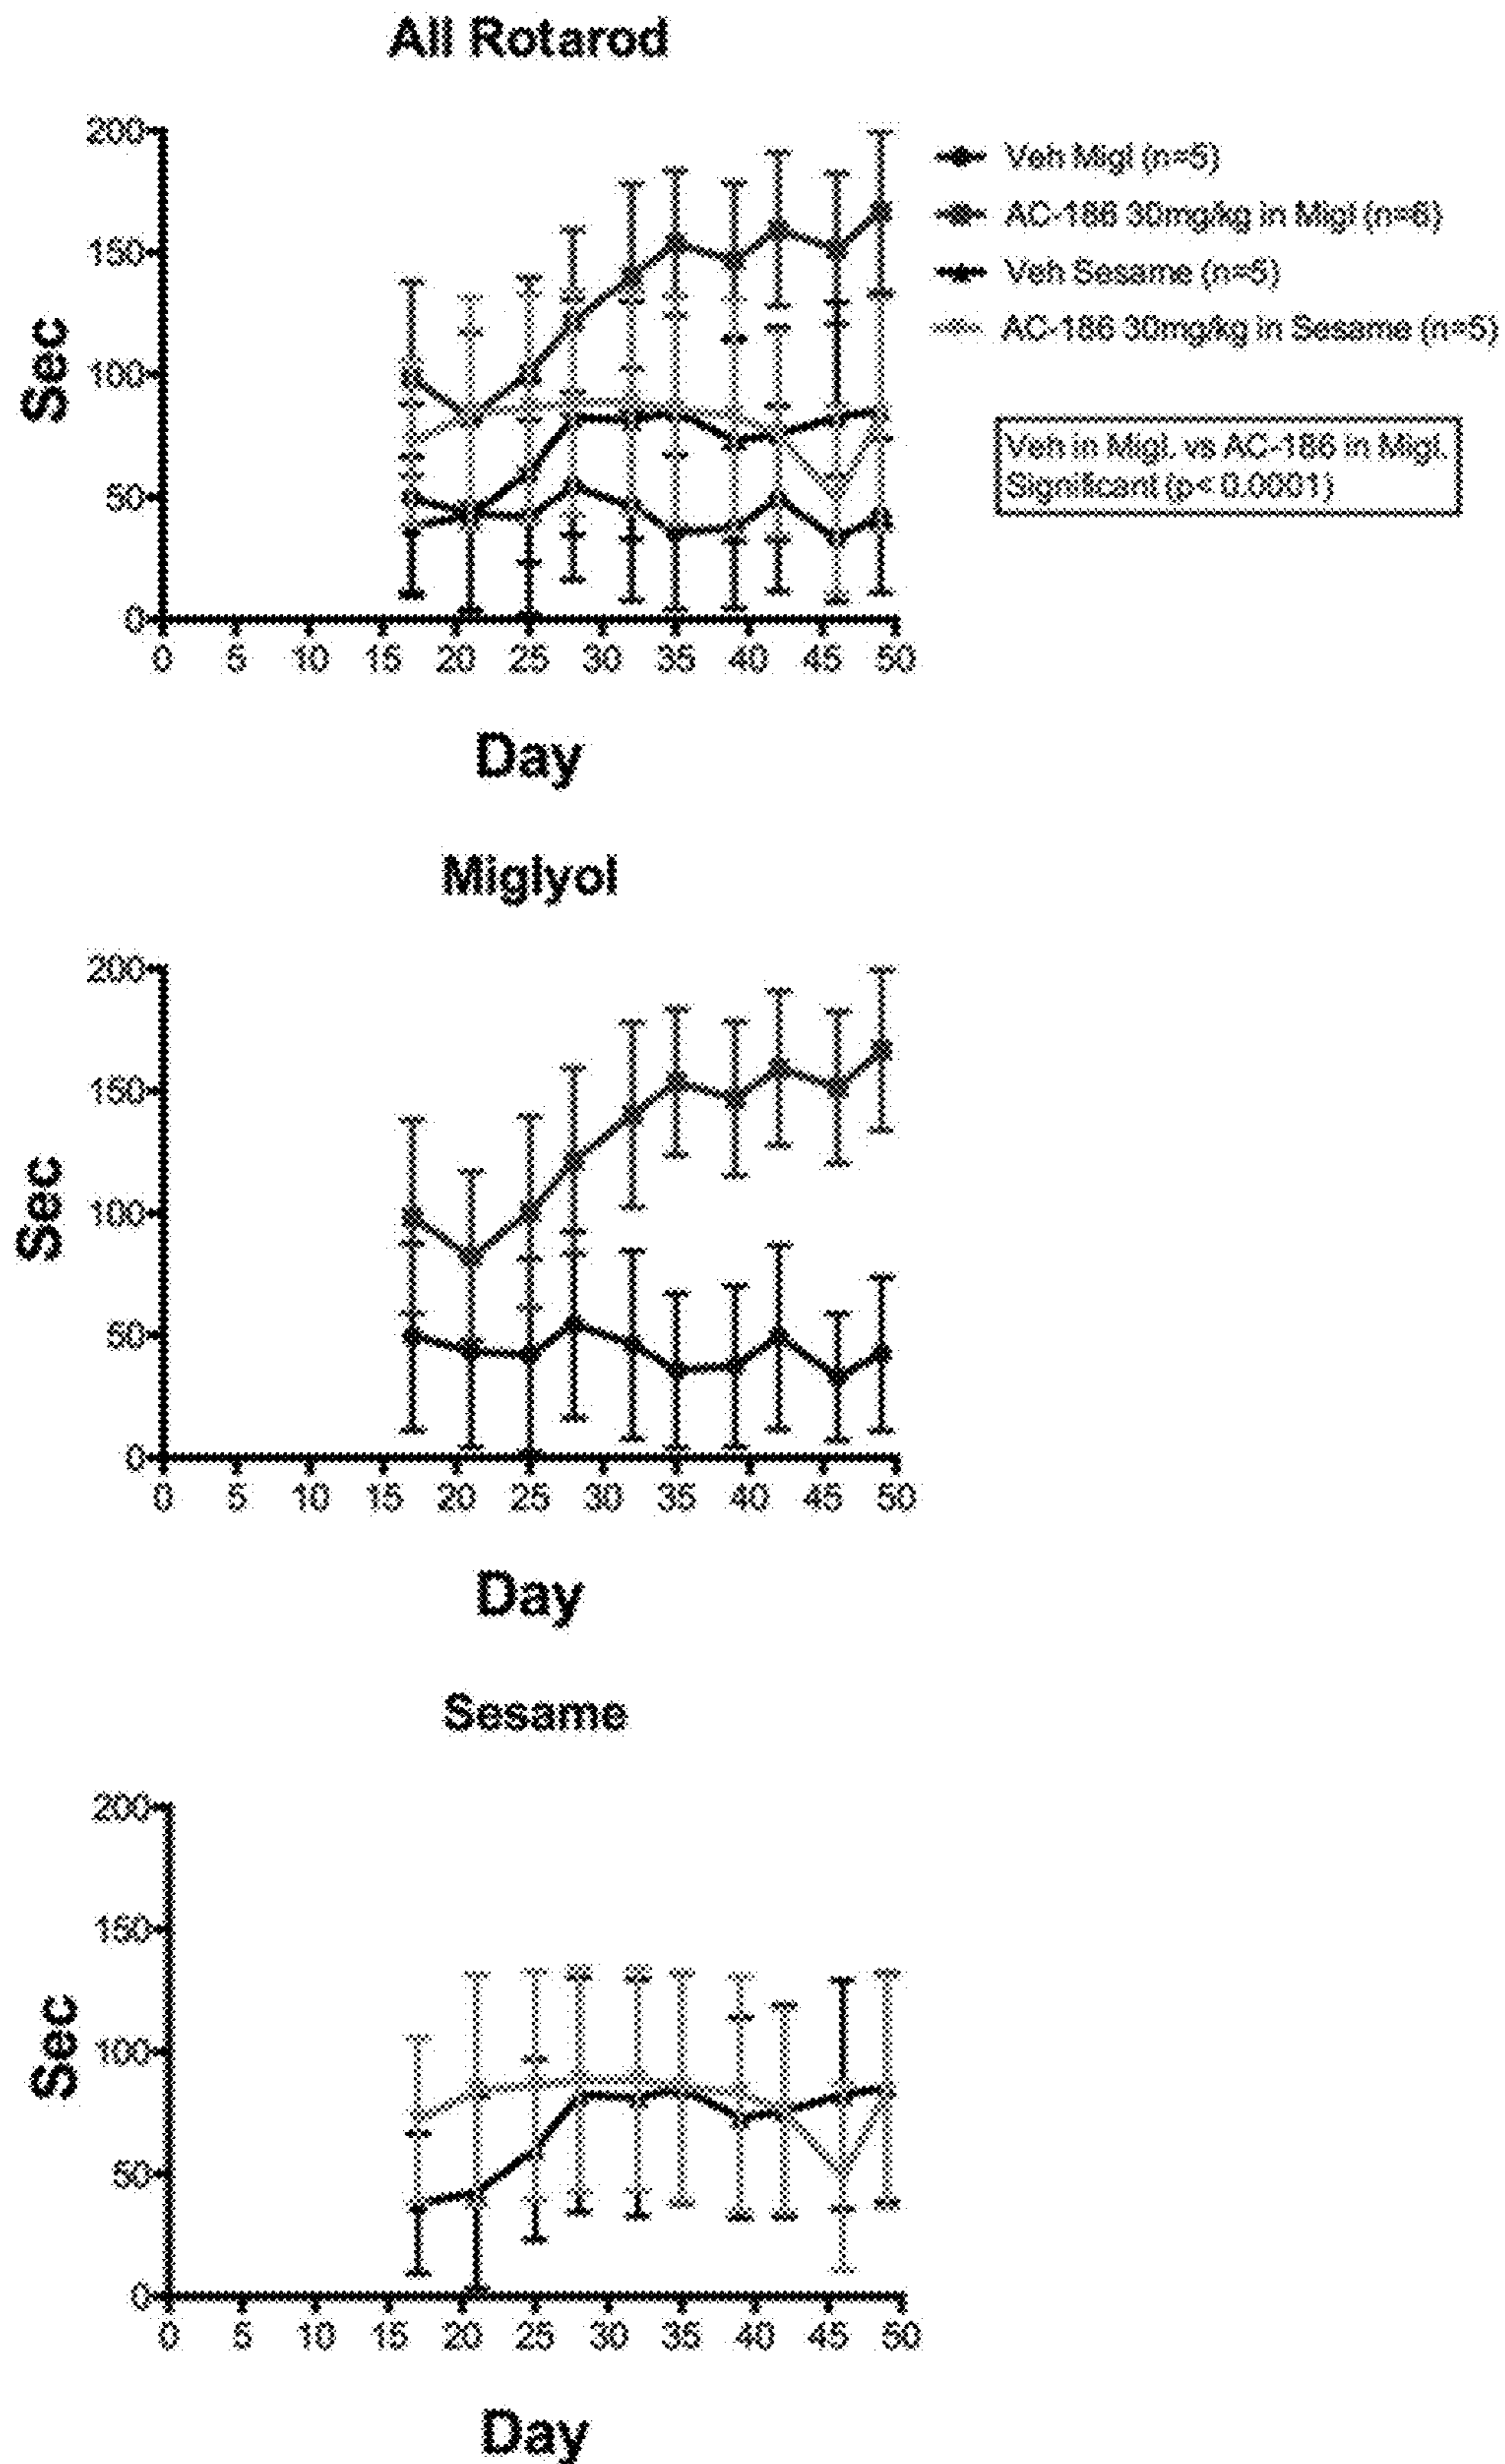 All Rotarod
200
150
100
50
0
Sec
0 5 10 15 20 25 30 35 40 45 50
Day
Veh Migl (n=5)
AC-186 30mg/kg in Migl (n=6)
Veh Sesame (n=5)
AC-186 30mg/kg in Sesame (n=5)
Veh in Migl. vs AC-186 in Migl.
Significant (p< 0.0001)
Miglyol
200
150
100
50
0
Sec
0 5 10 15 20 25 30 35 40 45 50
Day
Sesame
200
150
100
50
0
Sec
0 5 10 15 20 25 30 35 40 45 50
Day